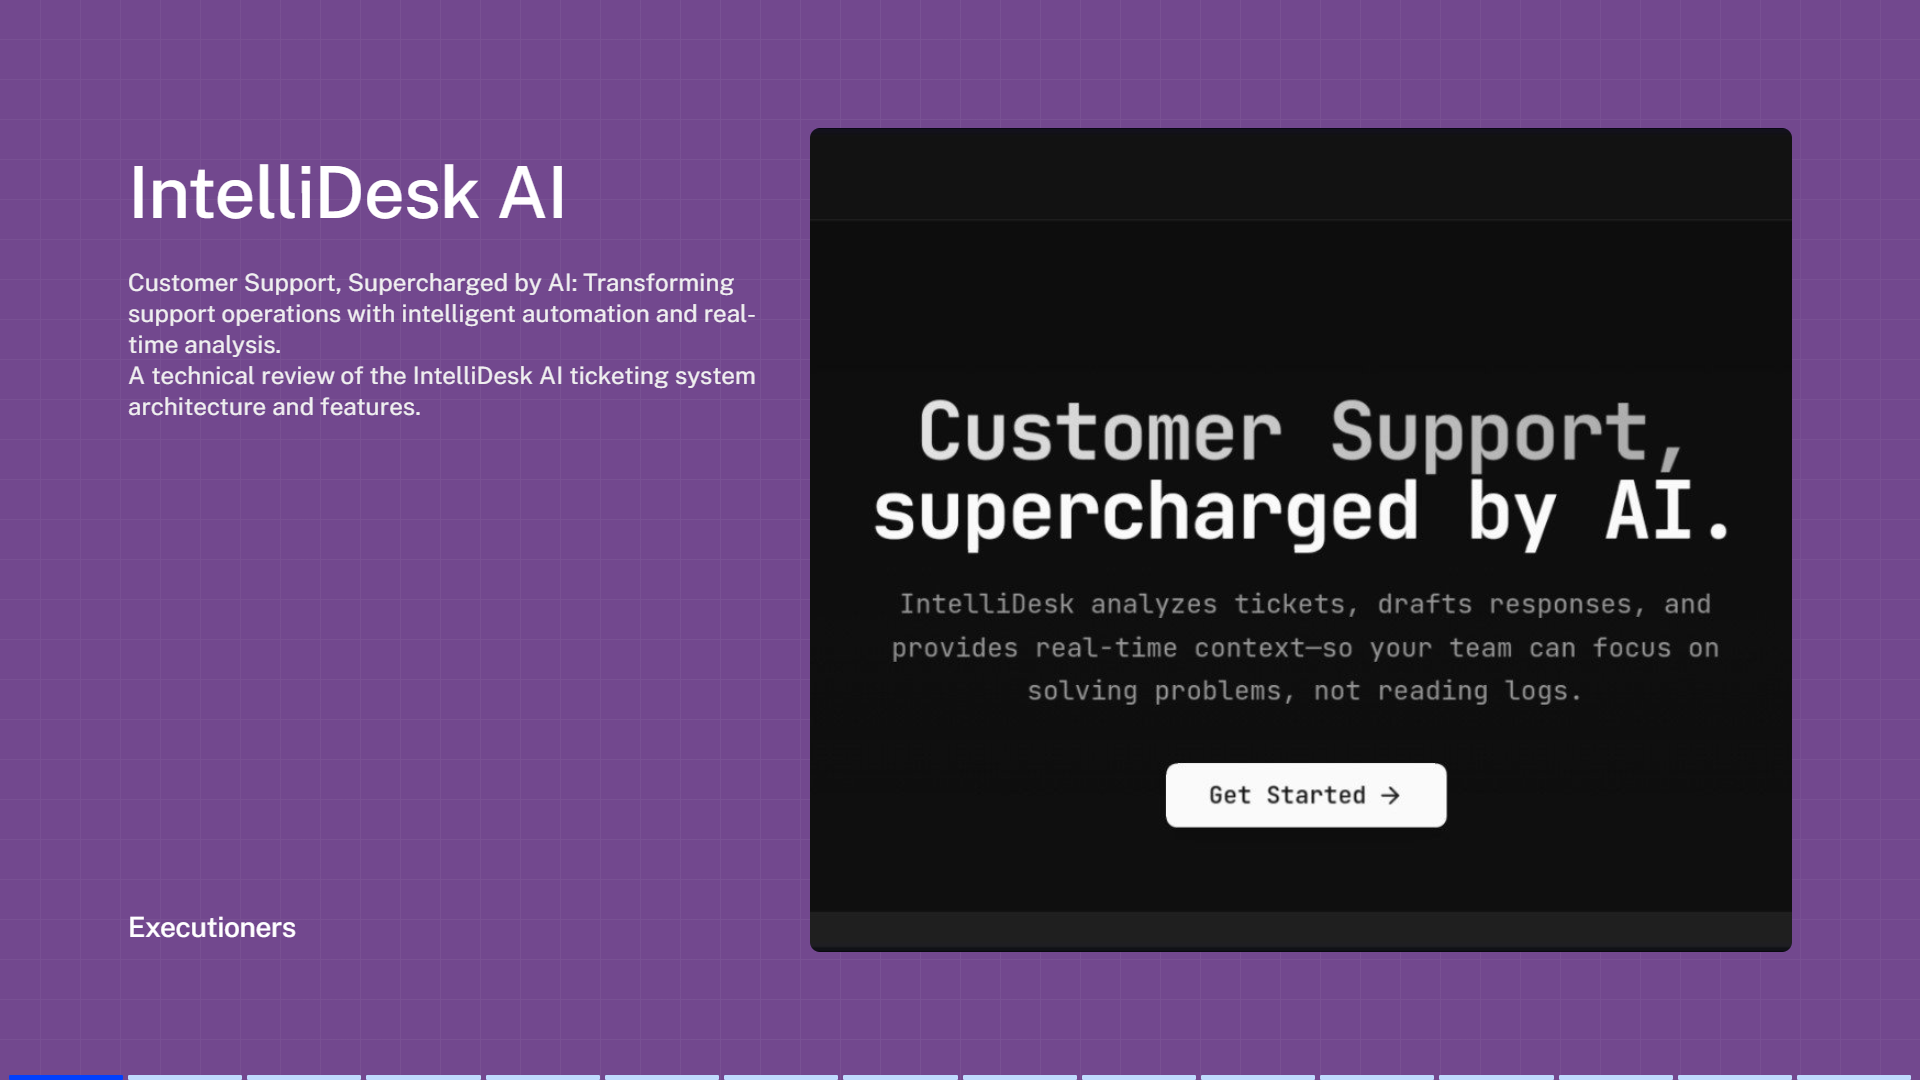 IntelliDesk AI
Customer Support, Supercharged by AI: Transforming
support operations with intelligent automation and real-
time analysis.
A technical review of the IntelliDesk AI ticketing system
architecture and features.
Executioners
Customer Support,
supercharged by AI.
IntelliDesk analyzes tickets, drafts responses, and
provides real-time context—so your team can focus on
solving problems, not reading logs.
Get Started →